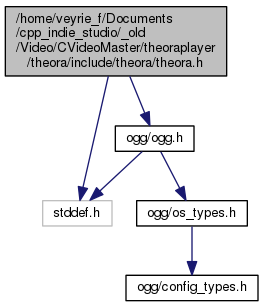 /home/veyrie_f/Documents
/cpp_indie_studio/_old
/Video/CVideoMaster/theoraplayer
/theora/include/theora/theora.h
ogg/ogg.h
stddef.h
ogg/os_types.h
ogg/config_types.h